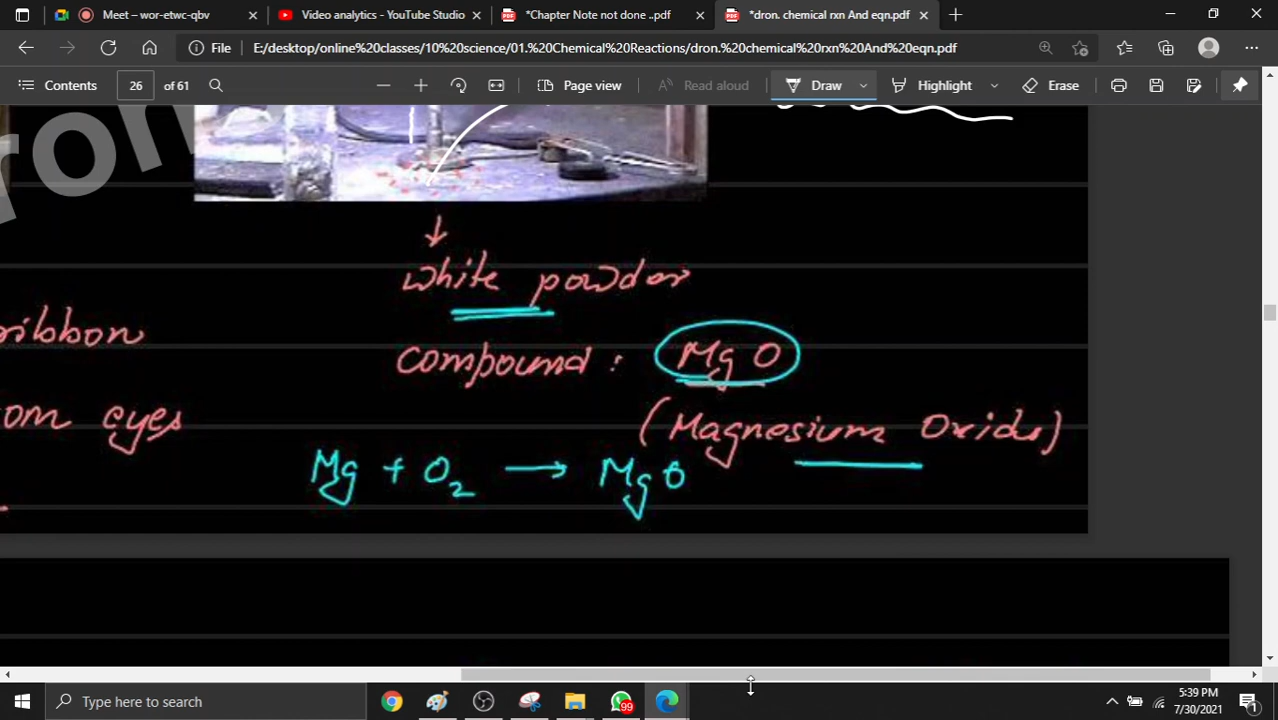 Meet – wor-etwc-qbv
Video analytics - YouTube Studio
*Chapter Note not done ..pdf
*dron. chemical rxn And eqn.pdf
File
E:/desktop/online%20classes/10%20science/01.%20Chemical%20Reactions/dron.%20chemical%20rxn%20And%20eqn.pdf
Contents
26
of 61
Page view
Read aloud
Draw
Highlight
Erase
ron
↓
white powder
ribbon
Compound : MgO
om eyes
(Magnesium Oxide)
Mg + O₂ → MgO
Type here to search
99
5:39 PM
7/30/2021
1